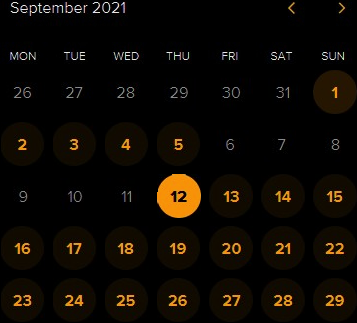 September 2021
MON TUE WED THU FRI SAT SUN
26 27 28 29 30 31 1
2 3 4 5 6 7 8
9 10 11 12 13 14 15
16 17 18 19 20 21 22
23 24 25 26 27 28 29